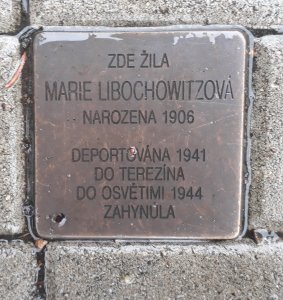 ZDE ŽILA
MARIE LIBOCHOWITZOVÁ
NAROZENA 1906
DEPORTOVÁNA 1941
DO TEREZÍNA
DO OSVĚTIMI 1944
ZAHYNULA